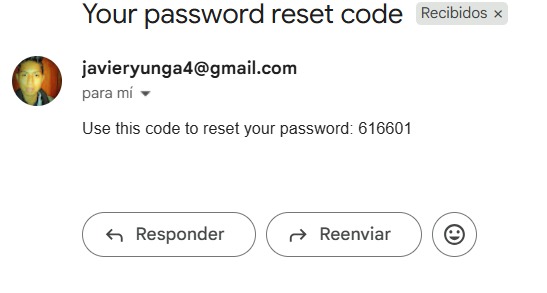 Your password reset code Recibidos ×
javieryunga4@gmail.com
para mí
Use this code to reset your password: 616601
Responder Reenviar